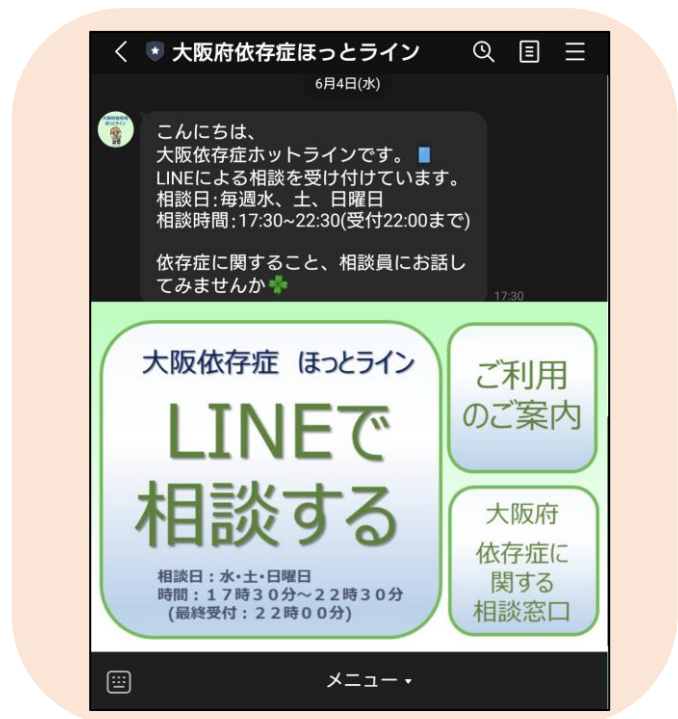 大阪府依存症ほっとライン
6月4日(水)
こんにちは、
大阪依存症ホットラインです。
LINEによる相談を受け付けています。
相談日:毎週水、土、日曜日
相談時間:17:30~22:30(受付22:00まで)
依存症に関すること、相談員にお話し
てみませんか🍀
17:30
大阪依存症 ほっとライン
LINEで
相談する
相談日:水・土・日曜日
時間:17時30分~22時30分
(最終受付:22時00分)
ご利用
のご案内
大阪府
依存症に
関する
相談窓口
メニュー